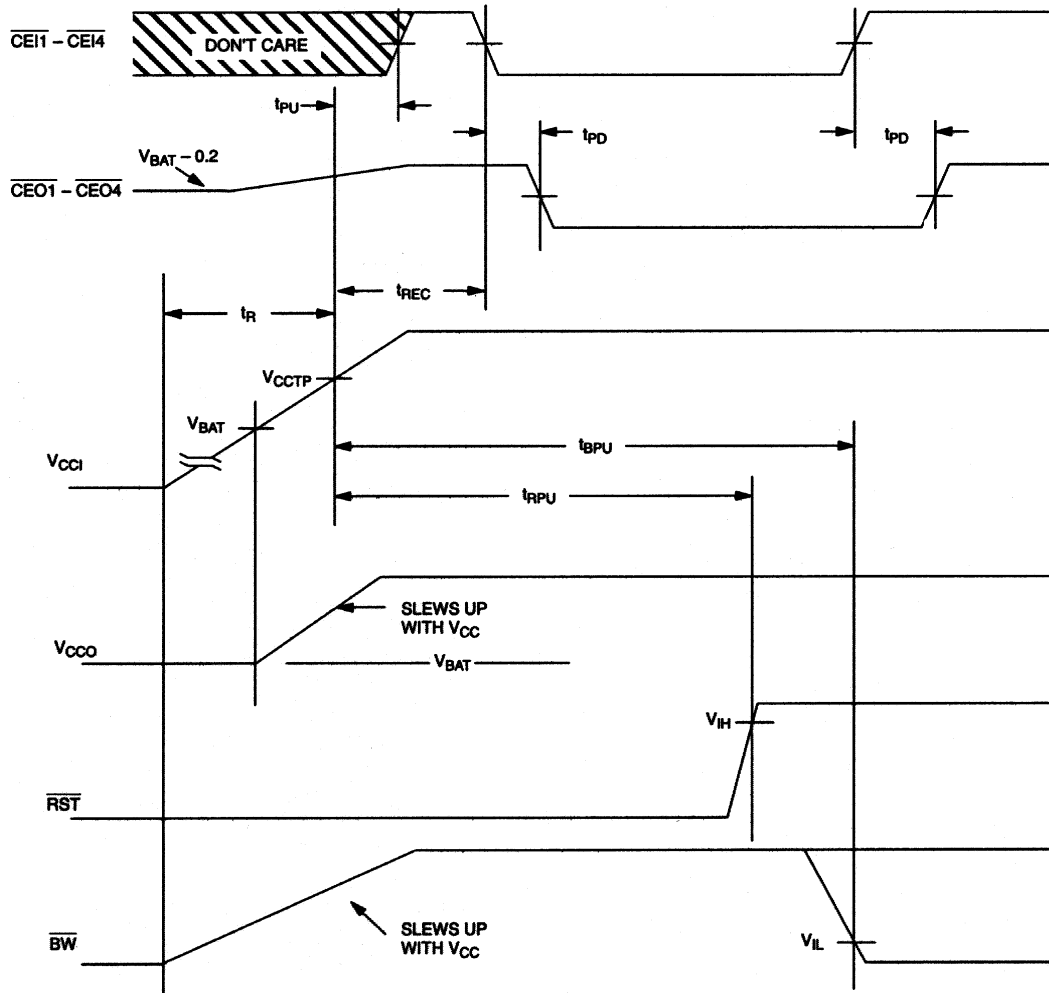 CEI1 – CEI4
DON'T CARE
tPU
tPD
tPD
VBAT – 0.2
CEO1 – CEO4
tREC
tR
VCCTP
VBAT
tBPU
VCCI
tRPU
SLEWS UP
WITH VCC
VCCO
VBAT
VIH
RST
SLEWS UP
WITH VCC
BW
VIL